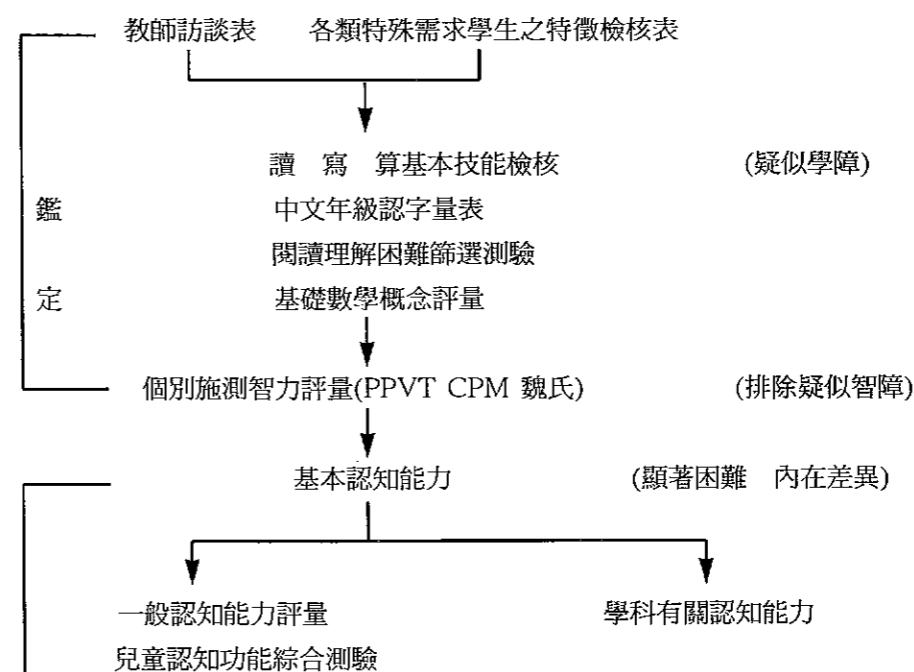 教師訪談表 各類特殊需求學生之特徵檢核表
讀 寫 算基本技能檢核 (疑似學障)
鑑 中文年級認字量表
閱讀理解困難篩選測驗
定 基礎數學概念評量
個別施測智力評量(PPVT CPM 魏氏) (排除疑似智障)
基本認知能力 (顯著困難 內在差異)
一般認知能力評量 學科有關認知能力
兒童認知功能綜合測驗